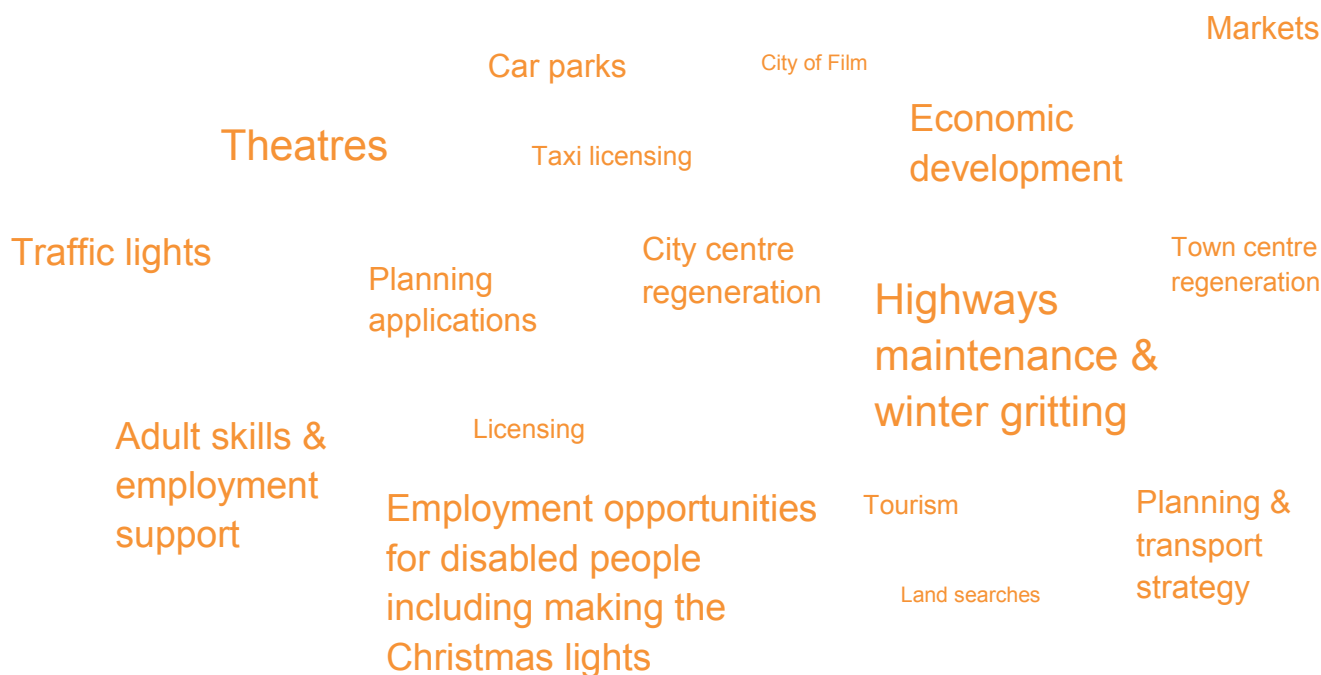 Markets
Car parks
City of Film
Economic
development
Theatres
Taxi licensing
Traffic lights
City centre
regeneration
Town centre
regeneration
Planning
applications
Highways
maintenance &
winter gritting
Adult skills &
employment
support
Licensing
Employment opportunities
for disabled people
including making the
Christmas lights
Tourism
Planning &
transport
strategy
Land searches